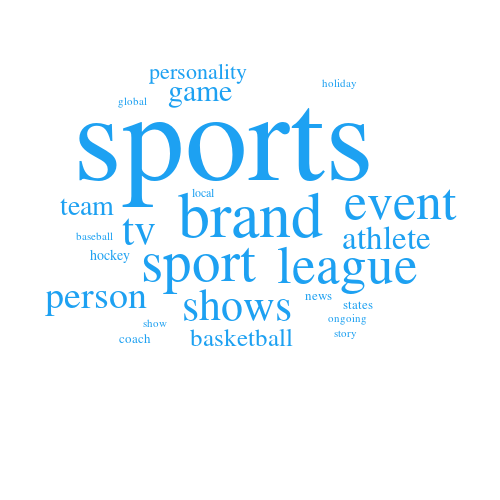 personality
holiday
game
global
sports
local
team
brand
event
tv
baseball
athlete
hockey
sport
league
person
shows
news
states
show
ongoing
coach
basketball
story